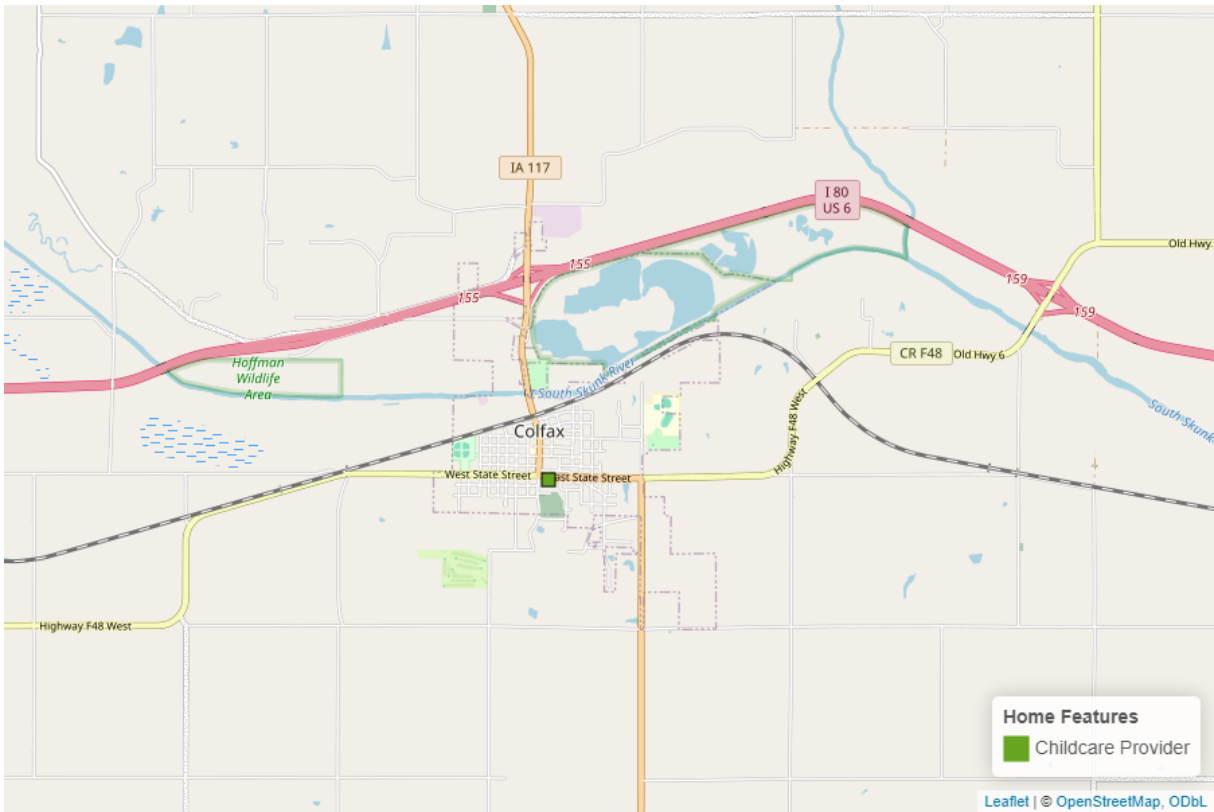 IA 117
I 80
US 6
155
155
159
159
Old Hwy.
Hoffman
Wildlife
Area
CR F48
Old Hwy 6
South Skunk River
South Skunk
Highway F48 West
Colfax
West State Street
ast State Street
Highway F48 West
Home Features
Childcare Provider
Leaflet | © OpenStreetMap, ODbL